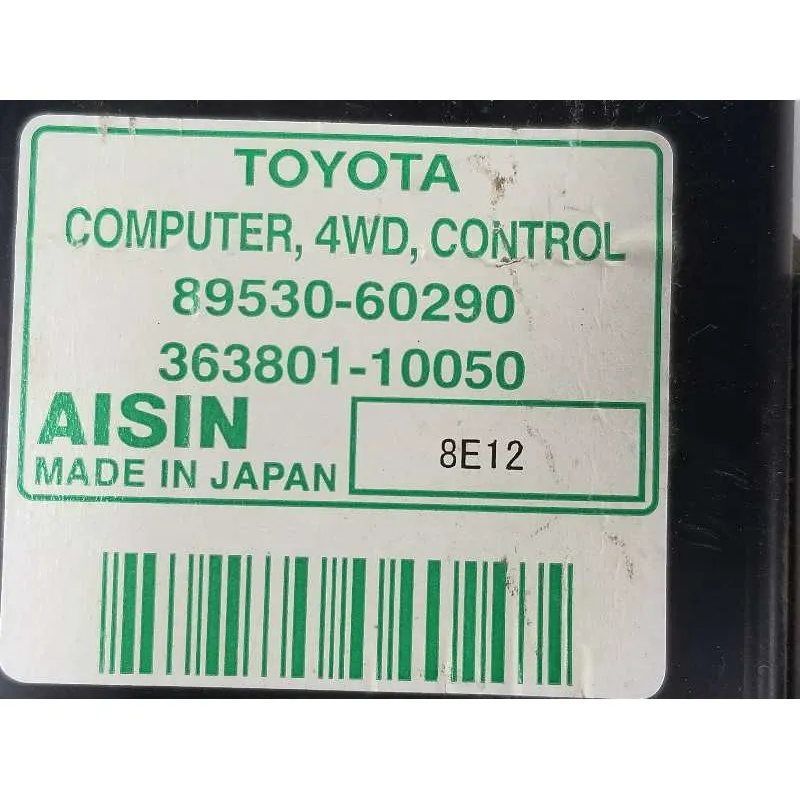 TOYOTA
COMPUTER, 4WD, CONTROL
89530-60290
363801-10050
AISIN
MADE IN JAPAN
8E12